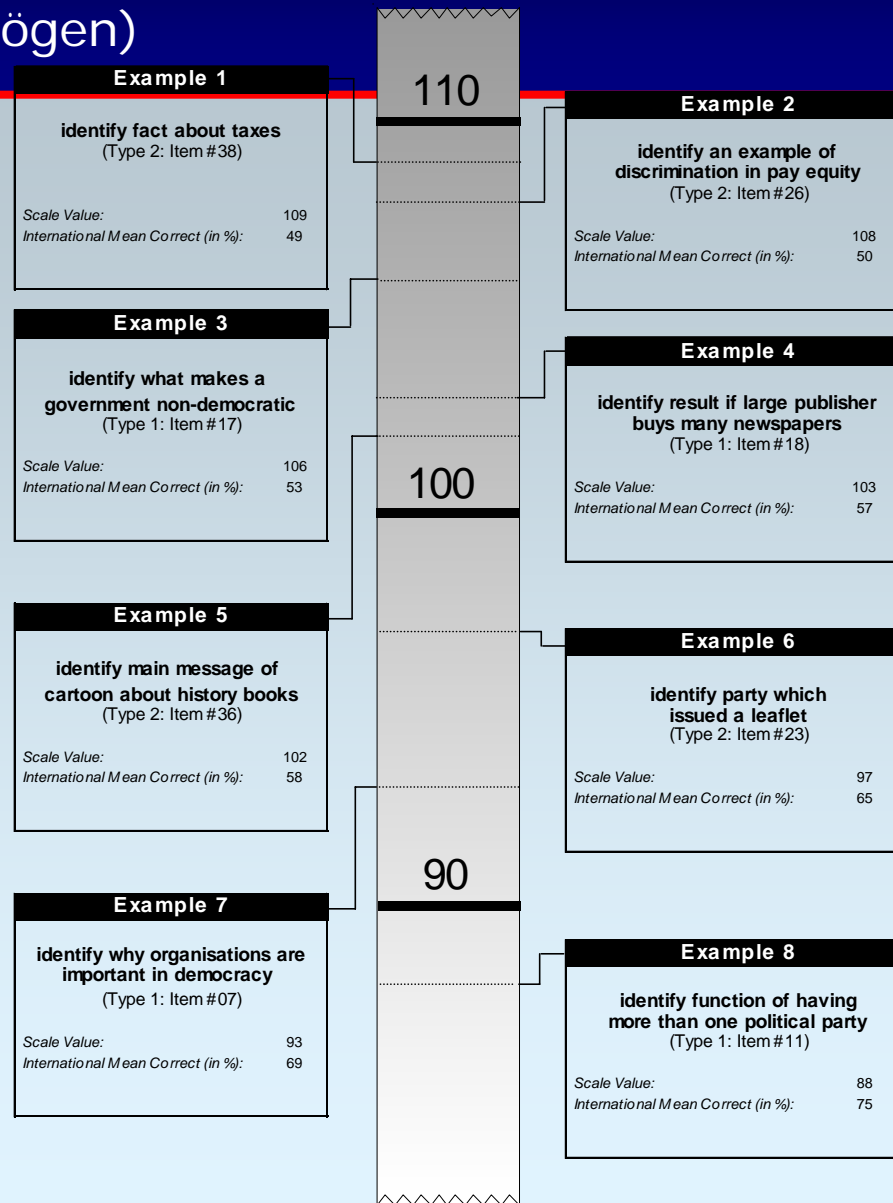 ögen)
110
Example 1
identify fact about taxes
(Type 2: Item #38)
Scale Value: 109
International Mean Correct (in %): 49
Example 2
identify an example of
discrimination in pay equity
(Type 2: Item #26)
Scale Value: 108
International Mean Correct (in %): 50
Example 3
identify what makes a
government non-democratic
(Type 1: Item #17)
Scale Value: 106
International Mean Correct (in %): 53
Example 4
identify result if large publisher
buys many newspapers
(Type 1: Item #18)
Scale Value: 103
International Mean Correct (in %): 57
100
Example 5
identify main message of
cartoon about history books
(Type 2: Item #36)
Scale Value: 102
International Mean Correct (in %): 58
Example 6
identify party which
issued a leaflet
(Type 2: Item #23)
Scale Value: 97
International Mean Correct (in %): 65
90
Example 7
identify why organisations are
important in democracy
(Type 1: Item #07)
Scale Value: 93
International Mean Correct (in %): 69
Example 8
identify function of having
more than one political party
(Type 1: Item #11)
Scale Value: 88
International Mean Correct (in %): 75